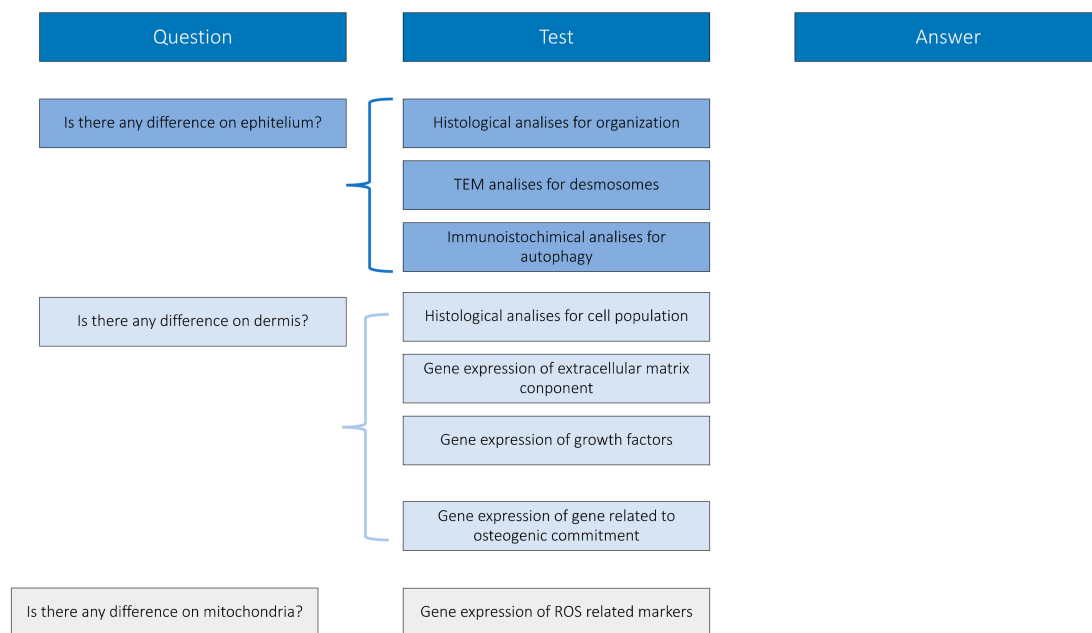 Question
Test
Answer
Is there any difference on ephitelium?
Histological analises for organization
TEM analises for desmosomes
Immunoistochimical analises for
autophagy
Is there any difference on dermis?
Histological analises for cell population
Gene expression of extracellular matrix
conponent
Gene expression of growth factors
Gene expression of gene related to
osteogenic commitment
Is there any difference on mitochondria?
Gene expression of ROS related markers